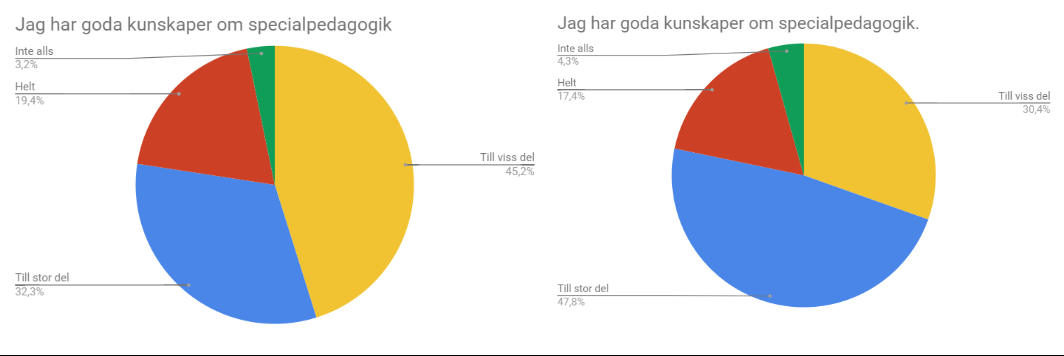 Jag har goda kunskaper om specialpedagogik
Inte alls
3,2%
Helt
19,4%
Till viss del
45,2%
Till stor del
32,3%
Jag har goda kunskaper om specialpedagogik.
Inte alls
4,3%
Helt
17,4%
Till viss del
30,4%
Till stor del
47,8%